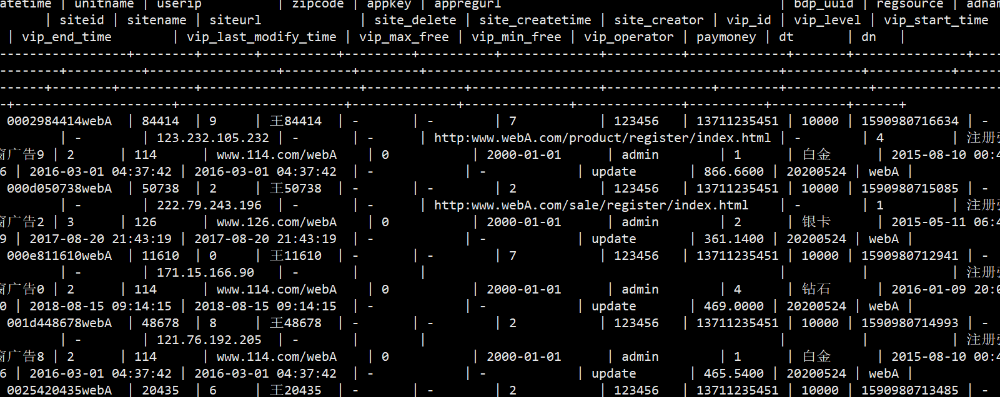 atetime | unitname | userip | zipcode | appkey | appregurl | bdp_uuid | regsource | adnam
| siteid | sitename | siteurl | site_delete | site_createtime | site_creator | vip_id | vip_level | vip_start_time
| vip_end_time | vip_last_modify_time | vip_max_free | vip_min_free | vip_operator | paymoney | dt | dn |
-----------------+--------+-------+----------+---------+----------+-------------+----------+-------------+-------+----------------+----
--------+----------+-----------------+---------+--------+-----------------------------------------------+-----------+-----------+------
------+---------+-----------+--------------------+--------------+-----------------+--------------+--------+-----------+-----------------
-+---------------------+----------------------+--------------+--------------+--------------+----------+----------+------+
0002984414webA | 84414 | 9 | 王84414 | - | - | 7 | 123456 | 13711235451 | 10000 | 1590980716634 | -
| - | 123.232.105.232 | - | - | http:www.webA.com/product/register/index.html | - | 4 | 注册
广告9 | 2 | 114 | www.114.com/webA | 0 | 2000-01-01 | admin | 1 | 白金 | 2015-08-10 00:4
6 | 2016-03-01 04:37:42 | 2016-03-01 04:37:42 | - | - | update | 866.6600 | 20200524 | webA |
000d050738webA | 50738 | 2 | 王50738 | - | - | 2 | 123456 | 13711235451 | 10000 | 1590980715085 | -
| - | 222.79.243.196 | - | - | http:www.webA.com/sale/register/index.html | - | 1 | 注册
广告2 | 3 | 126 | www.126.com/webA | 0 | 2000-01-01 | admin | 2 | 银卡 | 2015-05-11 06:4
9 | 2017-08-20 21:43:19 | 2017-08-20 21:43:19 | - | - | update | 361.1400 | 20200524 | webA |
000e811610webA | 11610 | 0 | 王11610 | - | - | 7 | 123456 | 13711235451 | 10000 | 1590980712941 | -
| - | 171.15.166.90 | - | | | | | 注册
广告0 | 2 | 114 | www.114.com/webA | 0 | 2000-01-01 | admin | 4 | 钻石 | 2016-01-09 20:0
0 | 2018-08-15 09:14:15 | 2018-08-15 09:14:15 | - | - | update | 469.0000 | 20200524 | webA |
001d448678webA | 48678 | 8 | 王48678 | - | - | 2 | 123456 | 13711235451 | 10000 | 1590980714993 | -
| - | 121.76.192.205 | - | | | | | 注册
广告8 | 2 | 114 | www.114.com/webA | 0 | 2000-01-01 | admin | 1 | 白金 | 2015-08-10 00:4
6 | 2016-03-01 04:37:42 | 2016-03-01 04:37:42 | - | - | update | 465.5400 | 20200524 | webA |
0025420435webA | 20435 | 6 | 王20435 | - | - | 2 | 123456 | 13711235451 | 10000 | 1590980713485 | -